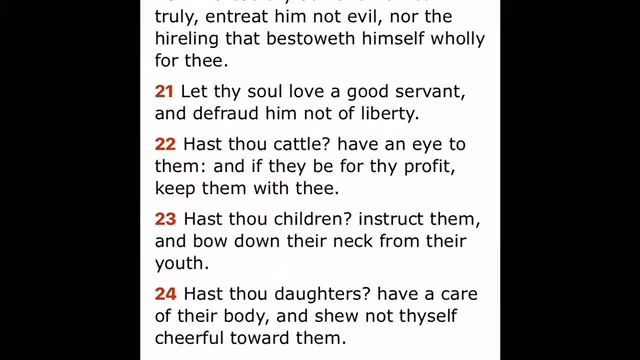 truly, entreat him not evil, nor the
hireling that bestoweth himself wholly
for thee.
21 Let thy soul love a good servant,
and defraud him not of liberty.
22 Hast thou cattle? have an eye to
them: and if they be for thy profit,
keep them with thee.
23 Hast thou children? instruct them,
and bow down their neck from their
youth.
24 Hast thou daughters? have a care
of their body, and shew not thyself
cheerful toward them.